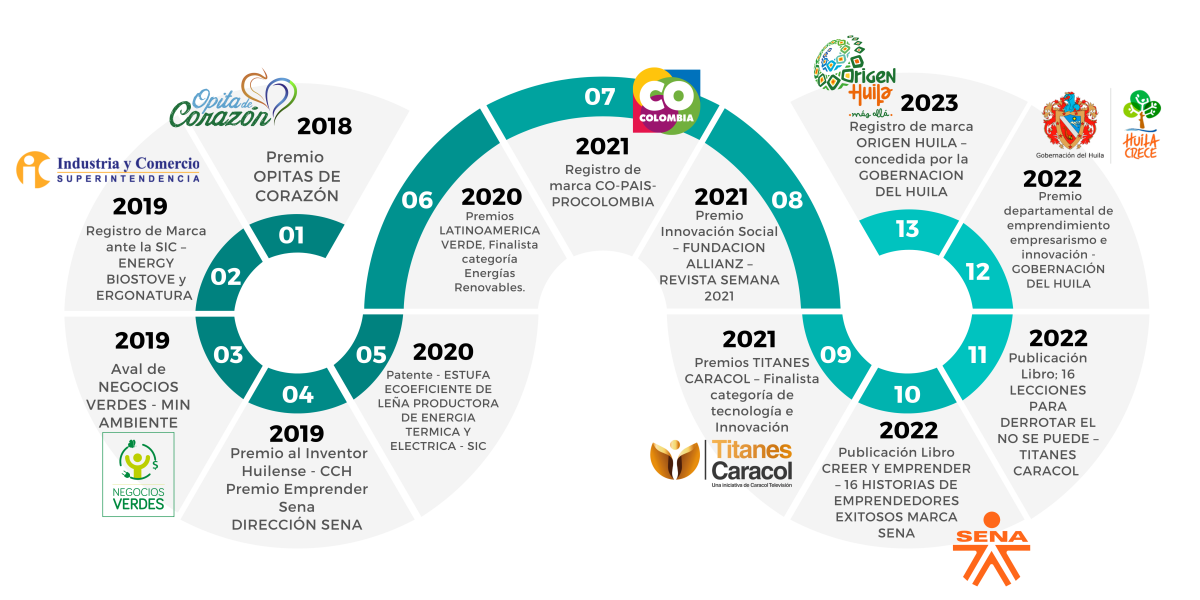 Opita de
Corazón
01
2018
Premio
OPITAS DE
CORAZÓN
Industria y Comercio
SUPERINTENDENCIA
02
2019
Registro de Marca
ante la SIC –
ENERGY
BIOSTOVE y
ERGONATURA
03
2019
Aval de
NEGOCIOS
VERDES - MIN
AMBIENTE
NEGOCIOS
VERDES
04
2019
Premio al Inventor
Huilense - CCH
Premio Emprender
Sena
DIRECCIÓN SENA
05
2020
Patente - ESTUFA
ECOEFICIENTE DE
LEÑA PRODUCTORA
DE ENERGIA
TERMICA Y
ELECTRICA - SIC
06
2020
Premios
LATINOAMERICA
VERDE, Finalista
categoría
Energías
Renovables.
07
CO
COLOMBIA
2021
Registro de
marca CO-PAIS-
PROCOLOMBIA
08
2021
Premio
Innovación Social
– FUNDACION
ALLIANZ –
REVISTA SEMANA
2021
09
2021
Premios TITANES
CARACOL – Finalista
categoría de
tecnología e
Innovación
Titanes
Caracol
Una iniciativa de Caracol Televisión
10
2022
Publicación Libro
CREER Y EMPRENDER
– 16 HISTORIAS DE
EMPRENDEDORES
EXITOSOS MARCA
SENA
SENA
11
2022
Publicación
Libro; 16
LECCIONES
PARA
DERROTAR EL
NO SE PUEDE –
TITANES
CARACOL
12
Gobernación del Huila
HUILA
CRECE
2022
Premio
departamental de
emprendimiento
empresarismo e
innovación -
GOBERNACIÓN
DEL HUILA
13
ORIGEN
Huila
•más allá•
2023
Registro de marca
ORIGEN HUILA –
concedida por la
GOBERNACION
DEL HUILA